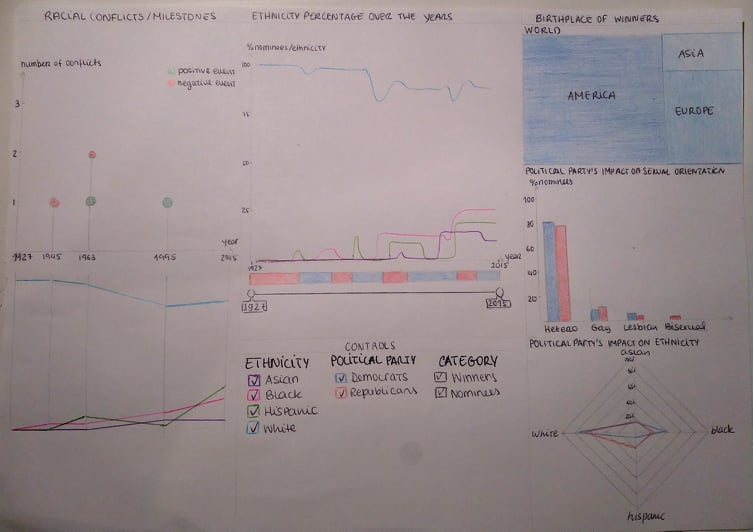 RACIAL CONFLICTS/MILESTONES
number of conflicts
positive event
negative event
3
2
1
year
1927 1945 1963 1995 2015
ETHNICITY PERCENTAGE OVER THE YEARS
% nominees/ethnicity
100
75
50
25
year
1927 2015
1927 2015
CONTROLS
ETHNICITY
Asian
Black
Hispanic
White
POLITICAL PARTY
Democrats
Republicans
CATEGORY
Winners
Nominees
BIRTHPLACE OF WINNERS
WORLD
AMERICA
ASIA
EUROPE
POLITICAL PARTY'S IMPACT ON SEXUAL ORIENTATION
% nominees
100
80
60
40
20
Hetero Gay Lesbian Bisexual
POLITICAL PARTY'S IMPACT ON ETHNICITY
asian
white
black
hispanic